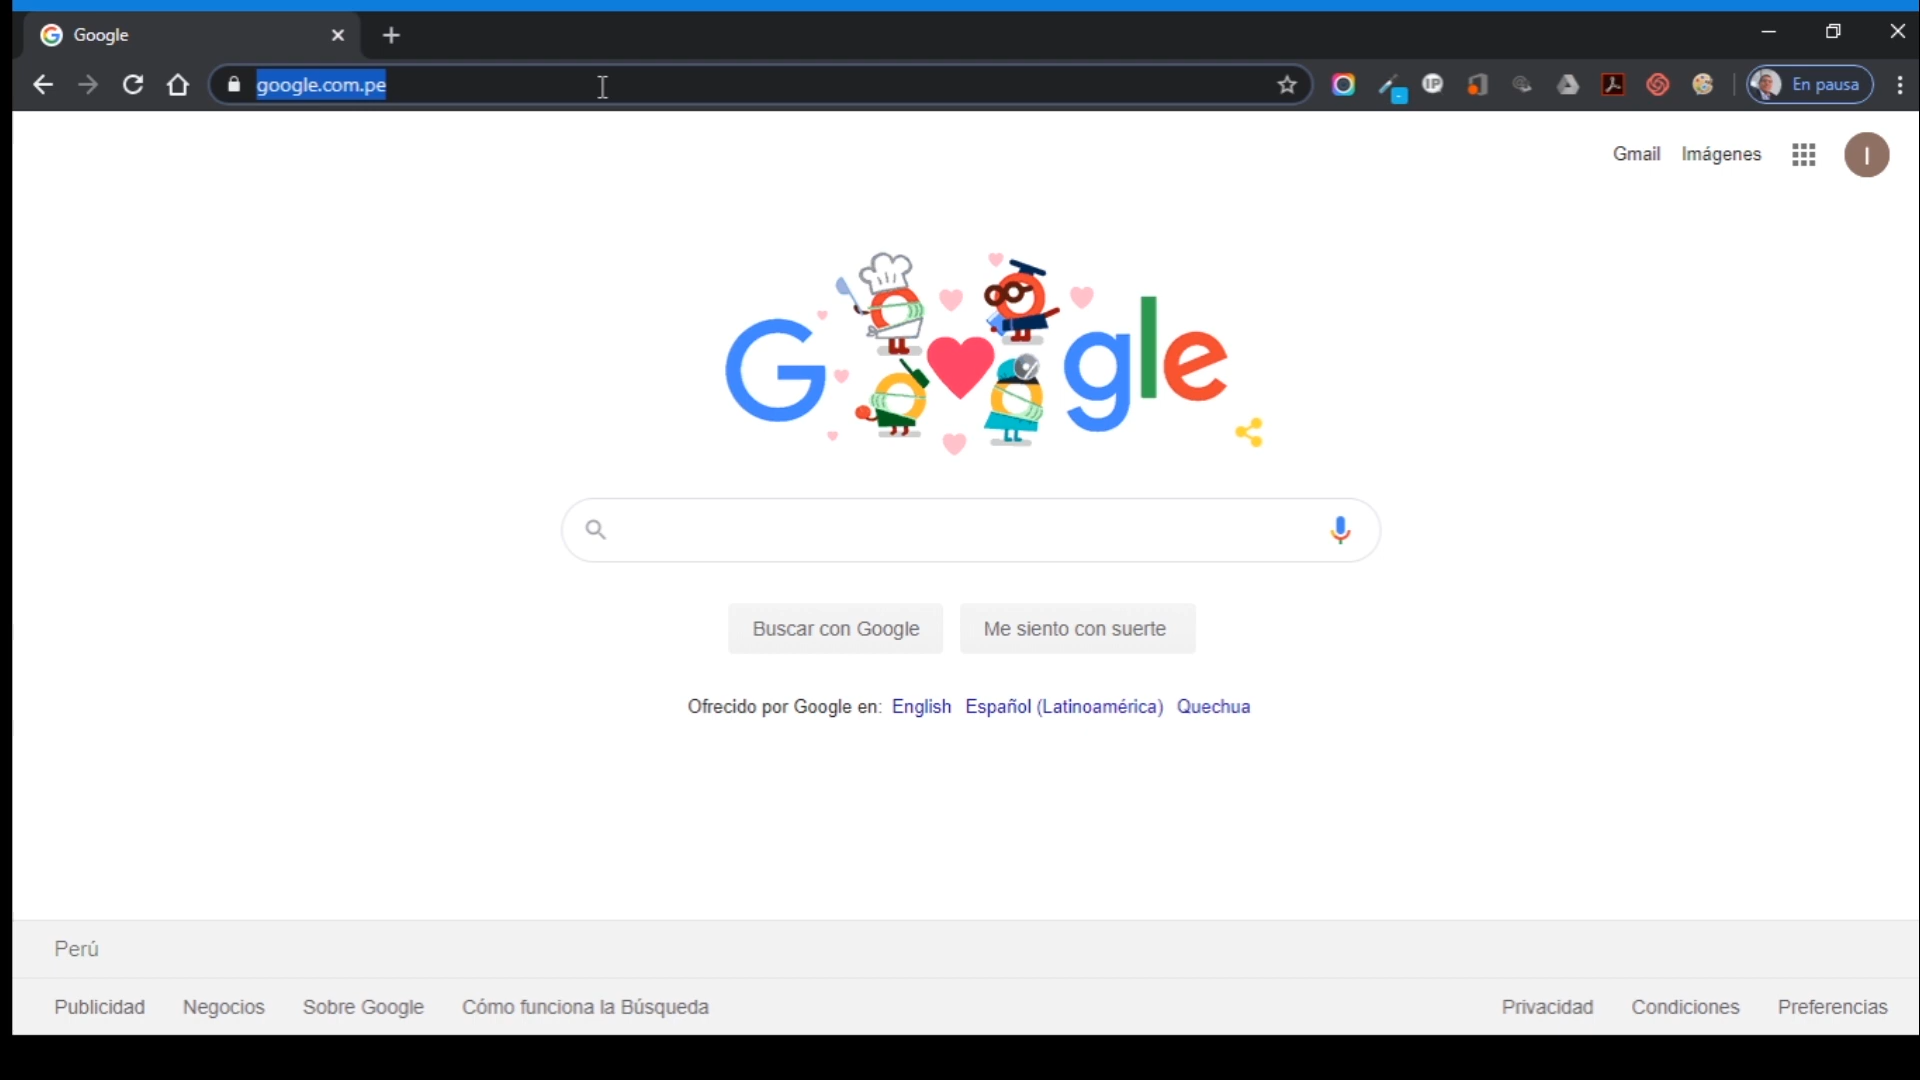 Google
google.com.pe
En pausa
Gmail Imágenes
I
Google
Buscar con Google Me siento con suerte
Ofrecido por Google en: English Español (Latinoamérica) Quechua
Perú
Publicidad Negocios Sobre Google Cómo funciona la Búsqueda Privacidad Condiciones Preferencias